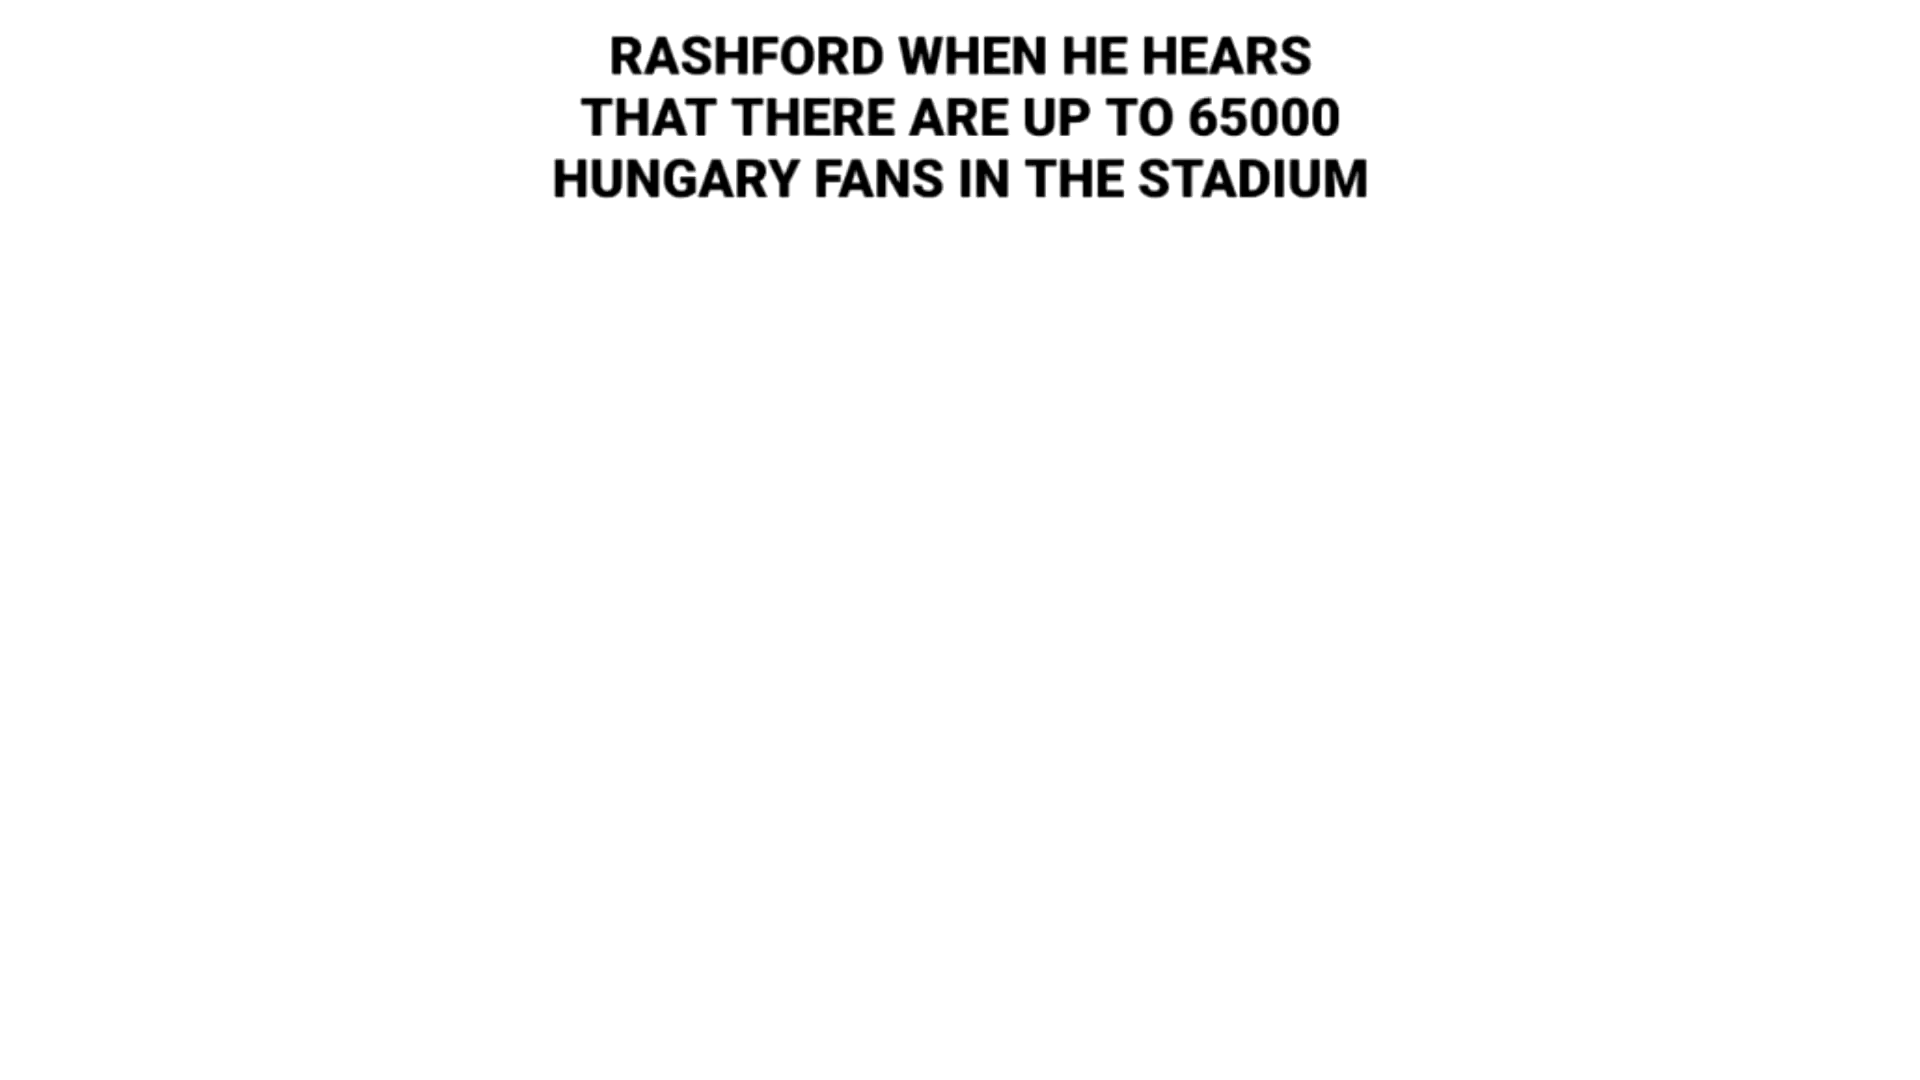 RASHFORD WHEN HE HEARS
THAT THERE ARE UP TO 65000
HUNGARY FANS IN THE STADIUM